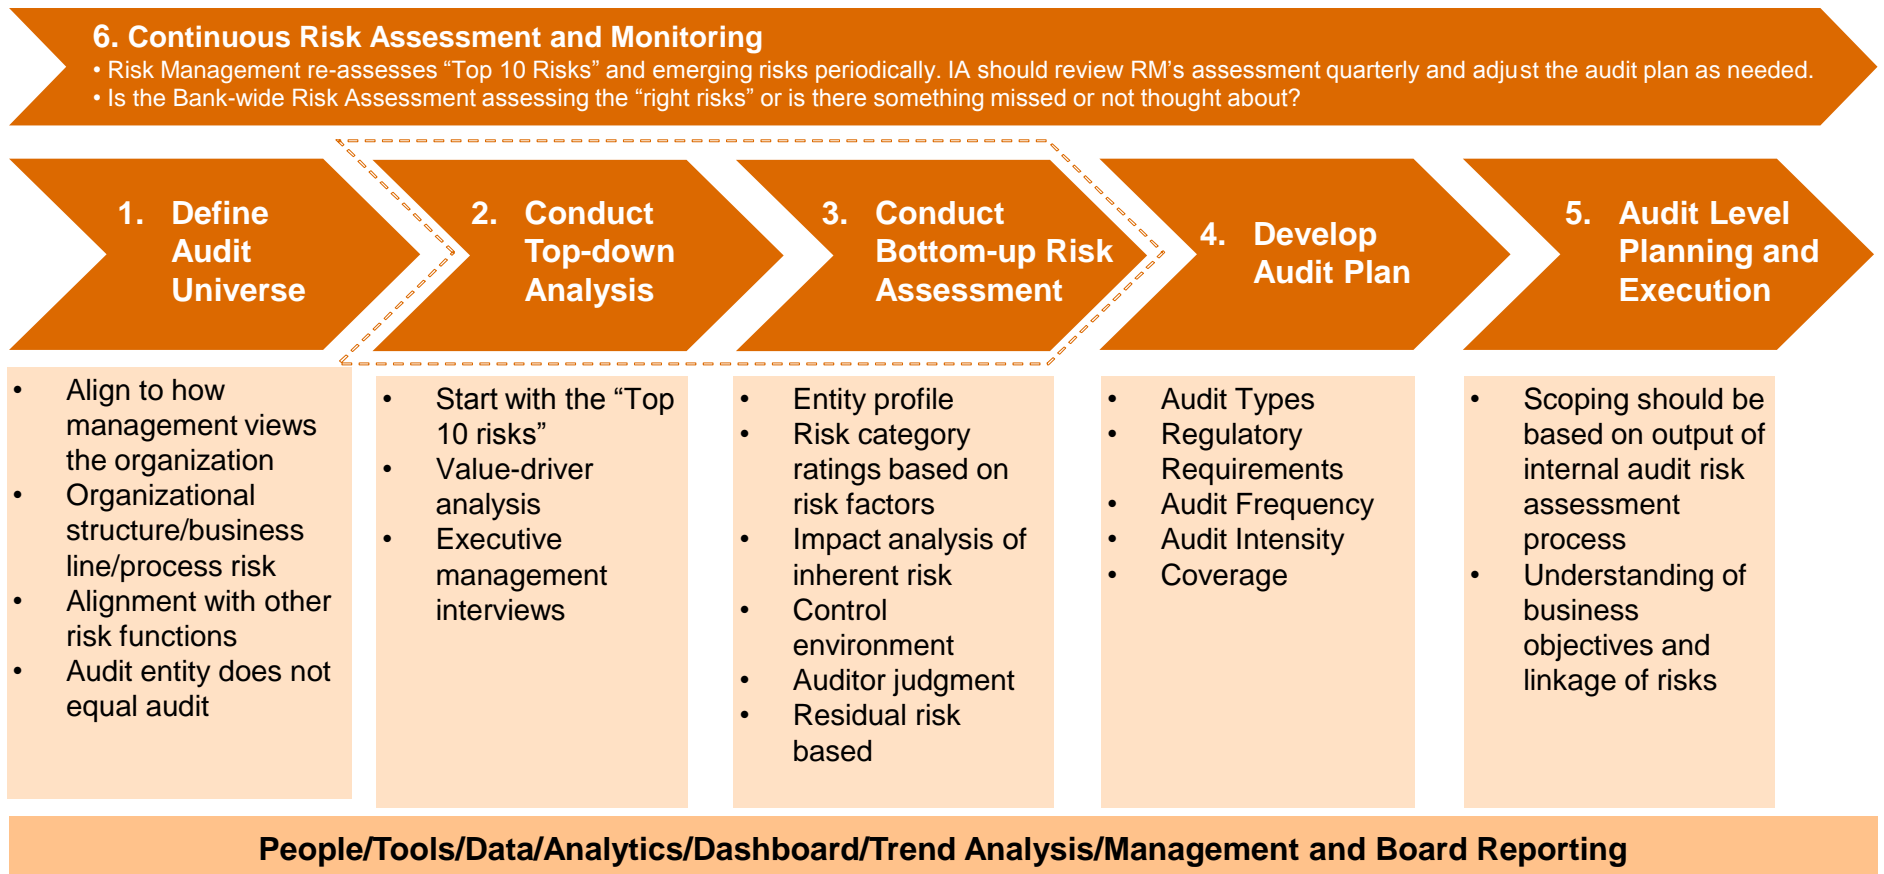 6. Continuous Risk Assessment and Monitoring
• Risk Management re-assesses “Top 10 Risks” and emerging risks periodically. IA should review RM’s assessment quarterly and adjust the audit plan as needed.
• Is the Bank-wide Risk Assessment assessing the “right risks” or is there something missed or not thought about?
1. Define
Audit
Universe
2. Conduct
Top-down
Analysis
3. Conduct
Bottom-up Risk
Assessment
4. Develop
Audit Plan
5. Audit Level
Planning and
Execution
• Align to how
management views
the organization
• Organizational
structure/business
line/process risk
• Alignment with other
risk functions
• Audit entity does not
equal audit
• Start with the “Top
10 risks”
• Value-driver
analysis
• Executive
management
interviews
• Entity profile
• Risk category
ratings based on
risk factors
• Impact analysis of
inherent risk
• Control
environment
• Auditor judgment
• Residual risk
based
• Audit Types
• Regulatory
Requirements
• Audit Frequency
• Audit Intensity
• Coverage
• Scoping should be
based on output of
internal audit risk
assessment
process
• Understanding of
business
objectives and
linkage of risks
People/Tools/Data/Analytics/Dashboard/Trend Analysis/Management and Board Reporting